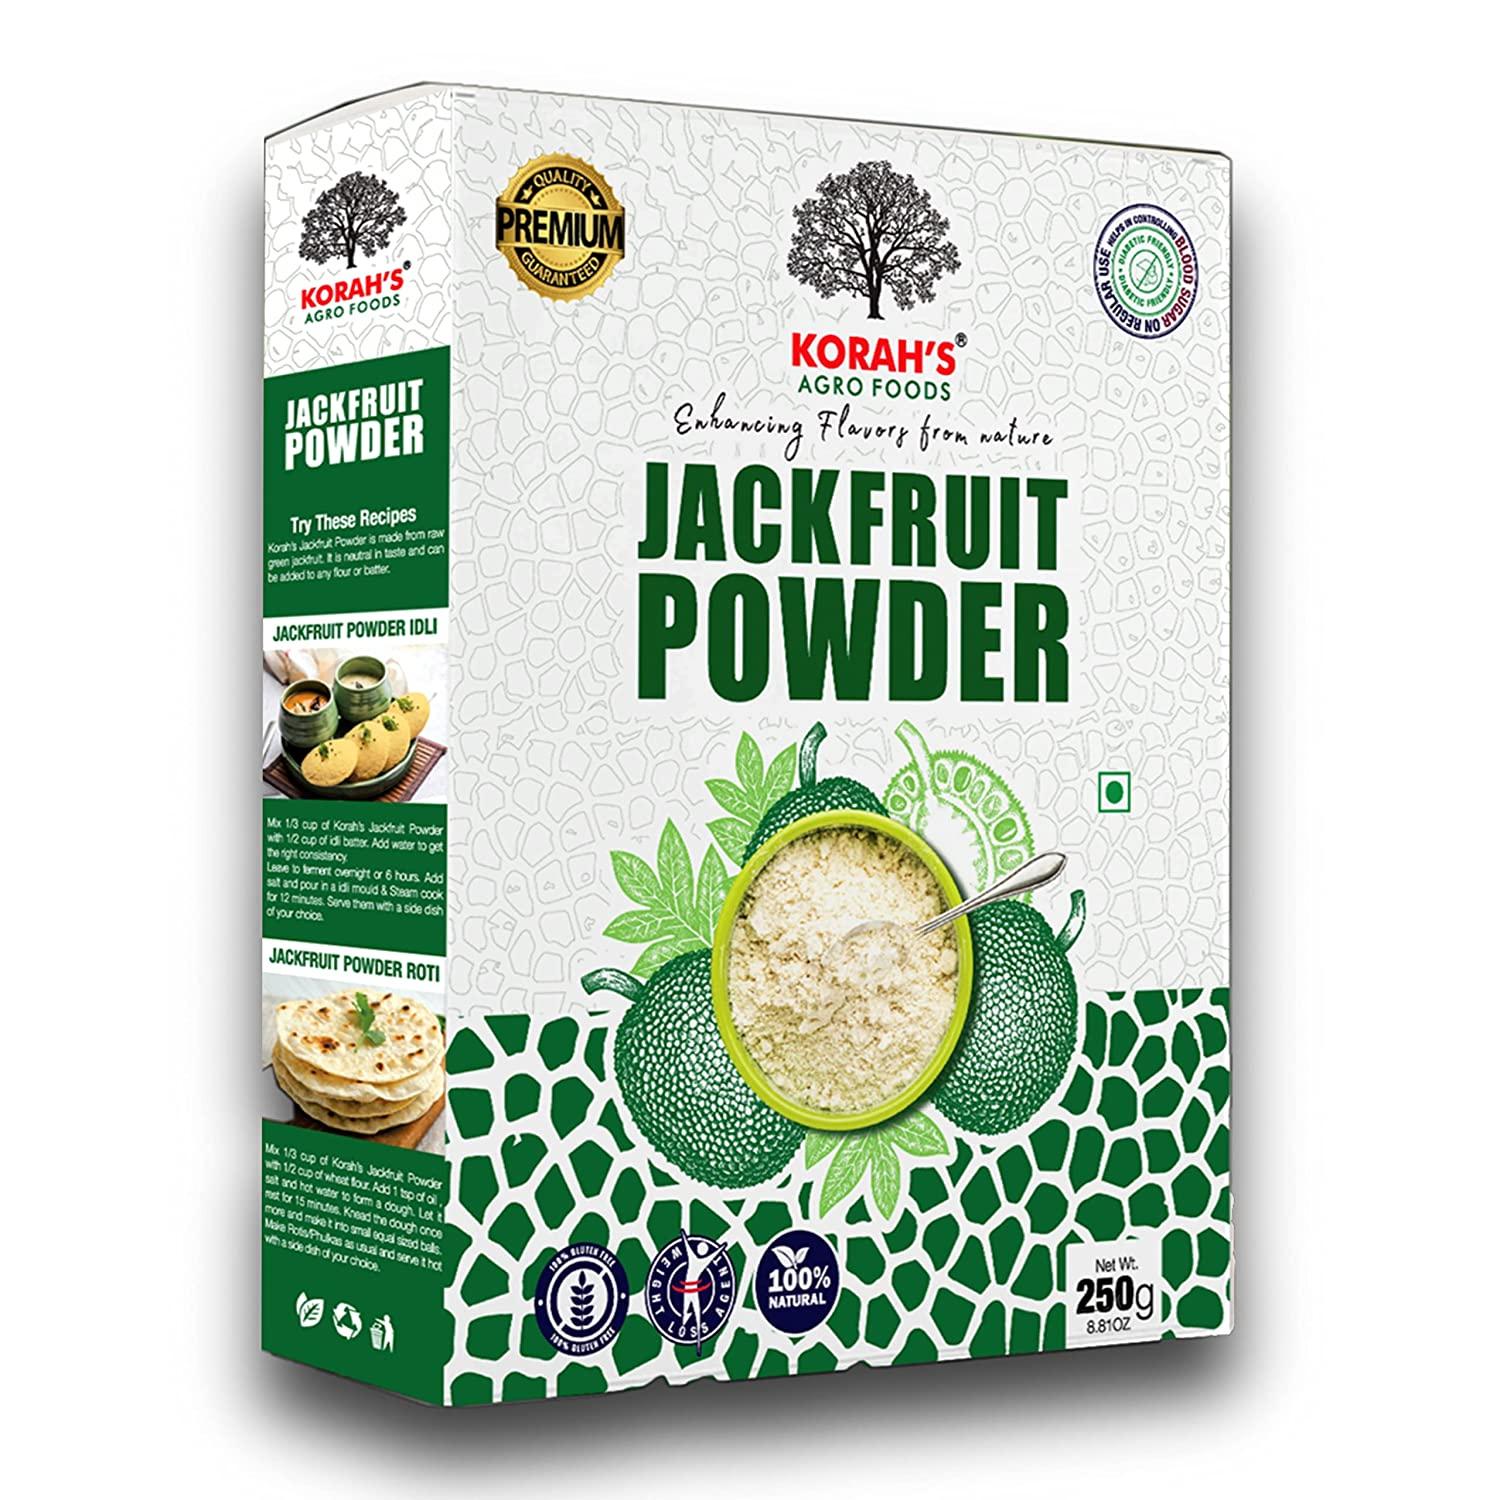 KORAH'S®
AGRO FOODS
JACKFRUIT
POWDER
Try These Recipes
Korah's Jackfruit Powder is made from raw
green jackfruit. It is neutral in taste and can
be added to any flour or batter.
JACKFRUIT POWDER IDLI
Mix 1/3 cup of Korah's Jackfruit Powder
with 1/2 cup of idli batter. Add water to get
the right consistency.
Leave to ferment overnight or 6 hours. Add
salt and pour in a idli mould & Steam cook
for 12 minutes. Serve them with a side dish
of your choice.
JACKFRUIT POWDER ROTI
Mix 1/3 cup of Korah's Jackfruit Powder
with 1/2 cup of wheat flour. Add 1 tsp of oil ,
salt and hot water to form a dough. Let it
rest for 15 minutes. Knead the dough once
more and make it into small equal sized balls.
Make Rotis/Phulkas as usual and serve it hot
with a side dish of your choice.
QUALITY
PREMIUM
GUARANTEED
KORAH'S®
AGRO FOODS
Enhancing Flavors from nature
ON REGULAR USE HELPS IN CONTROLLING BLOOD SUGAR
DIABETIC FRIENDLY
DIABETIC FRIENDLY
JACKFRUIT
POWDER
100% GLUTEN FREE
100% GLUTEN FREE
WEIGHT LOSS AGENT
100%
NATURAL
Net Wt.
250g
8.81OZ